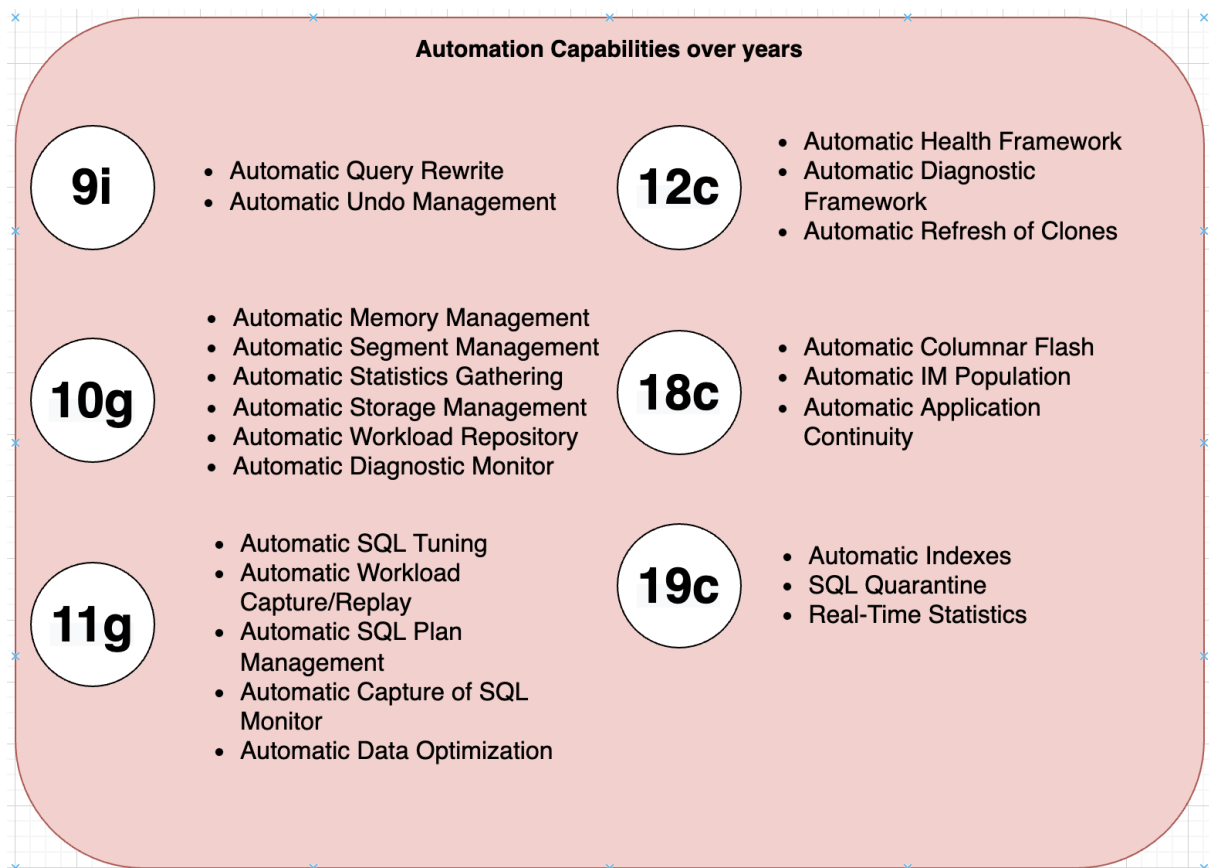 Automation Capabilities over years
9i
• Automatic Query Rewrite
• Automatic Undo Management
10g
• Automatic Memory Management
• Automatic Segment Management
• Automatic Statistics Gathering
• Automatic Storage Management
• Automatic Workload Repository
• Automatic Diagnostic Monitor
11g
• Automatic SQL Tuning
• Automatic Workload
Capture/Replay
• Automatic SQL Plan
Management
• Automatic Capture of SQL
Monitor
• Automatic Data Optimization
12c
• Automatic Health Framework
• Automatic Diagnostic
Framework
• Automatic Refresh of Clones
18c
• Automatic Columnar Flash
• Automatic IM Population
• Automatic Application
Continuity
19c
• Automatic Indexes
• SQL Quarantine
• Real-Time Statistics